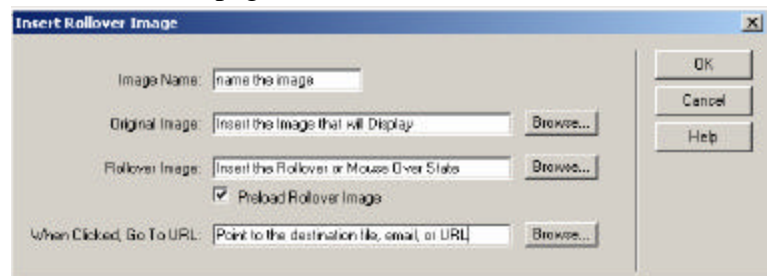 Insert Rollover Image
OK
Image Name: name the image
Cancel
Original Image: Insert the Image that will Display Browse...
Help
Rollover Image: Insert the Rollover or Mouse Over State Browse...
Preload Rollover Image
When Clicked, Go To URL: Point to the destination file, email, or URL Browse...